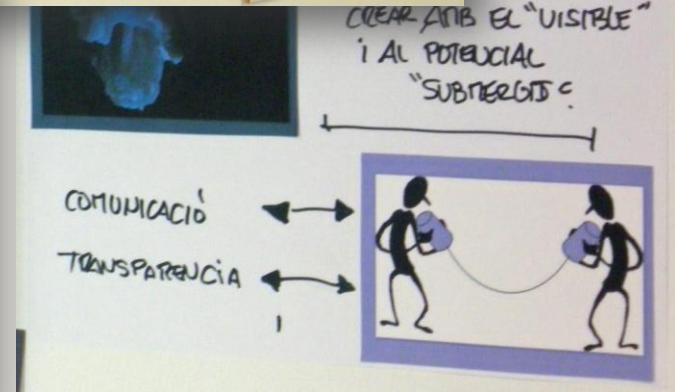 CREAR AMB EL "VISIBLE"
I AL POTENCIAL
"SUBMERGIT"
COMUNICACIÓ
TRANSPARENCIA